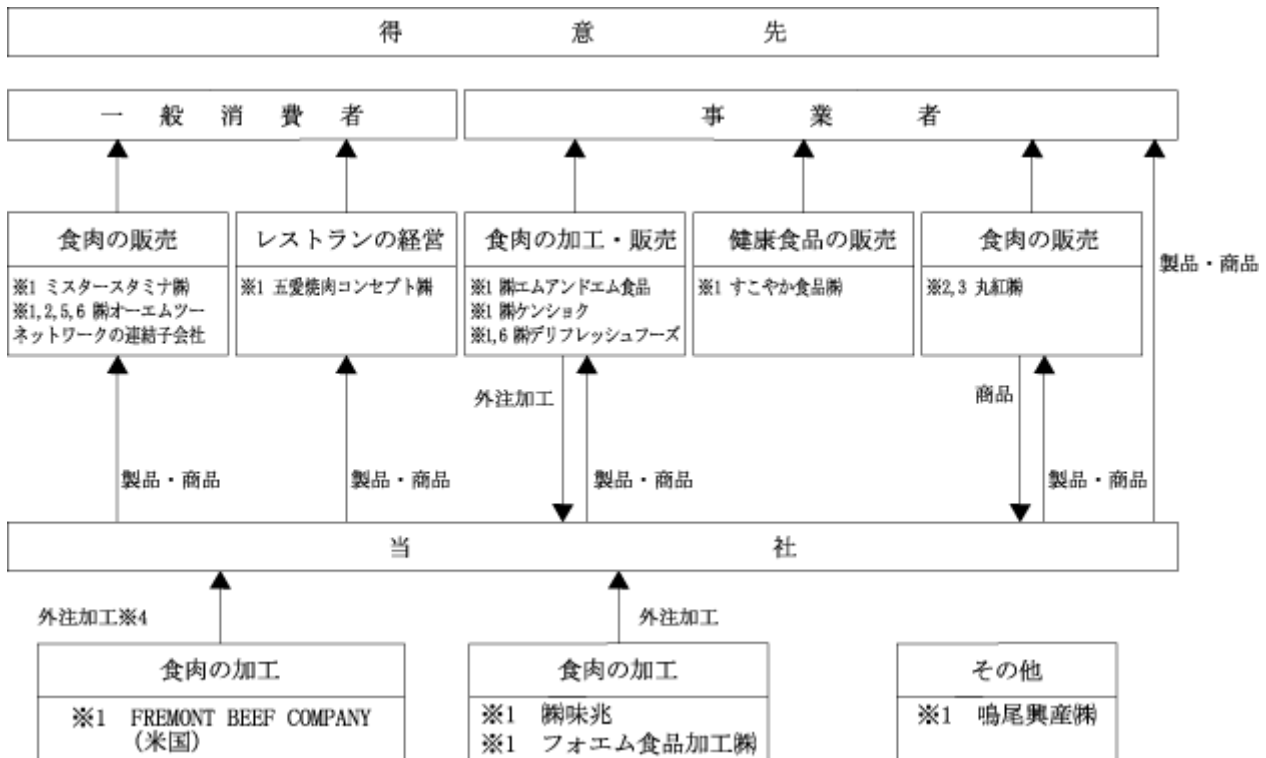 得意先
一般消費者
事業者
食肉の販売
※1 ミスタースタミナ㈱
※1,2,5,6 ㈱オーエムツー
ネットワークの連結子会社
レストランの経営
※1 五愛焼肉コンセプト㈱
食肉の加工・販売
※1 ㈱エムアンドエム食品
※1 ㈱ケンショク
※1,6 ㈱デリフレッシュフーズ
健康食品の販売
※1 すこやか食品㈱
食肉の販売
※2,3 丸紅㈱
製品・商品
外注加工
商品
製品・商品
製品・商品
製品・商品
製品・商品
当社
外注加工※4
外注加工
食肉の加工
※1 FREMONT BEEF COMPANY
(米国)
食肉の加工
※1 ㈱味兆
※1 フォエム食品加工㈱
その他
※1 鳴尾興産㈱